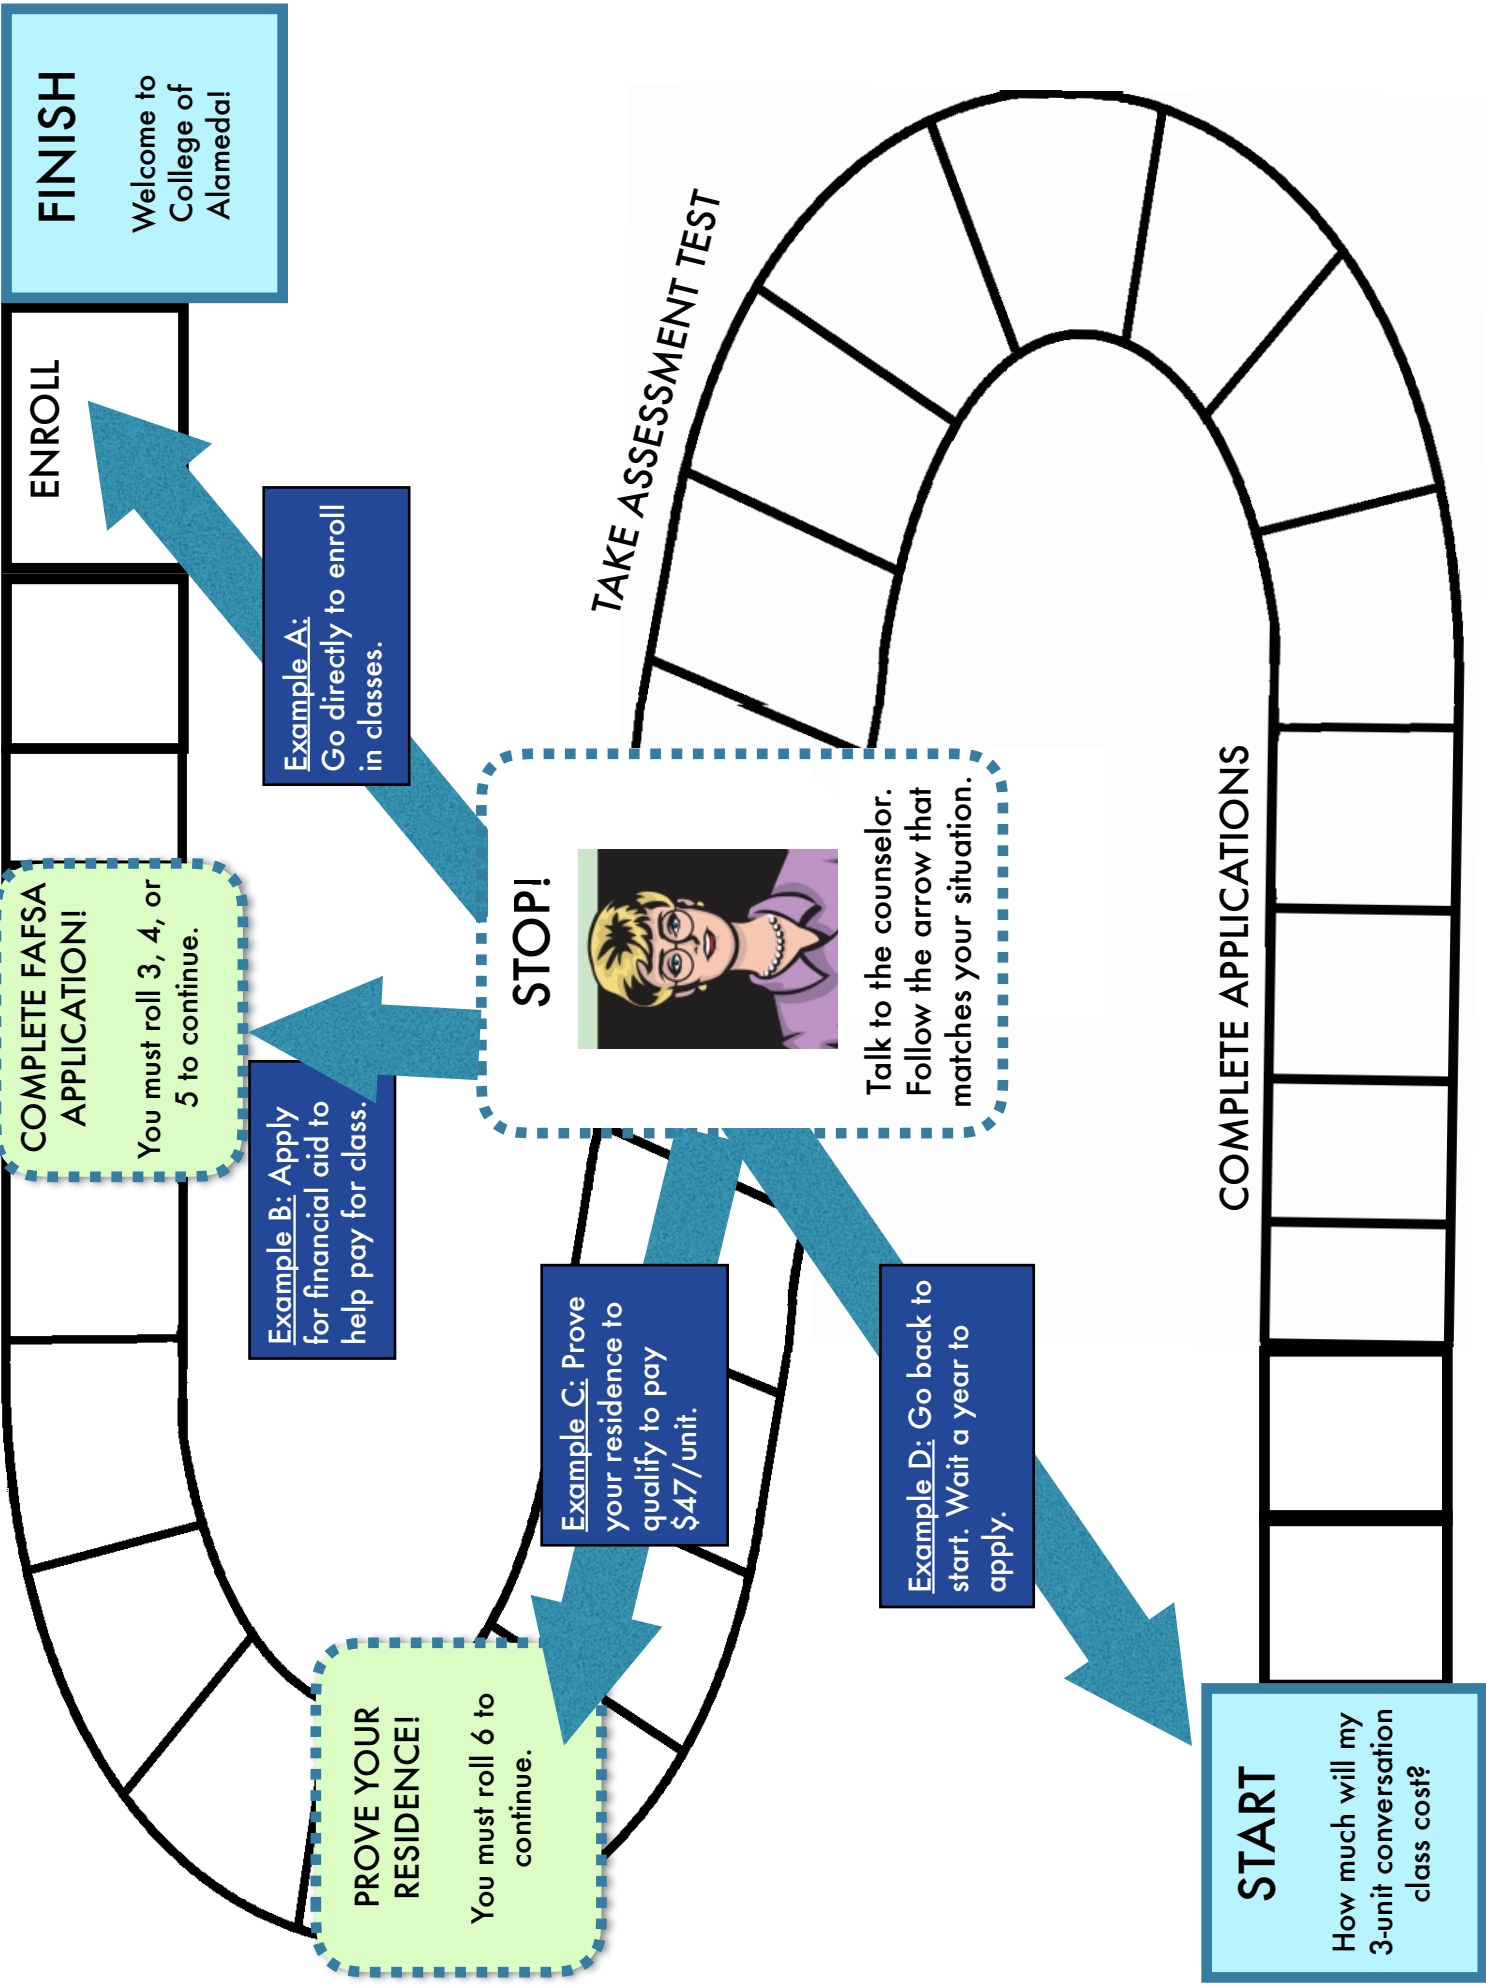 START
How much will my
3-unit conversation
class cost?
COMPLETE APPLICATIONS
TAKE ASSESSMENT TEST
STOP!
Talk to the counselor.
Follow the arrow that
matches your situation.
Example A:
Go directly to enroll
in classes.
Example B: Apply
for financial aid to
help pay for class.
Example C: Prove
your residence to
qualify to pay
$47/unit.
Example D: Go back to
start. Wait a year to
apply.
PROVE YOUR
RESIDENCE!
You must roll 6 to
continue.
COMPLETE FAFSA
APPLICATION!
You must roll 3, 4, or
5 to continue.
ENROLL
FINISH
Welcome to
College of
Alameda!